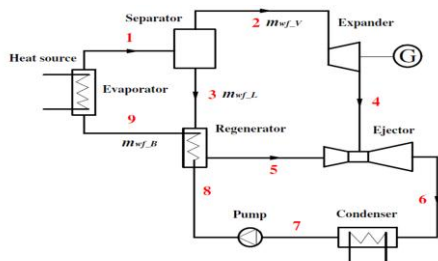 Separator
1
2 m_wf_V
Expander
Heat source
G
Evaporator
3 m_wf_L
4
9
Regenerator
Ejector
m_wf_B
5
8
6
Pump
7
Condenser